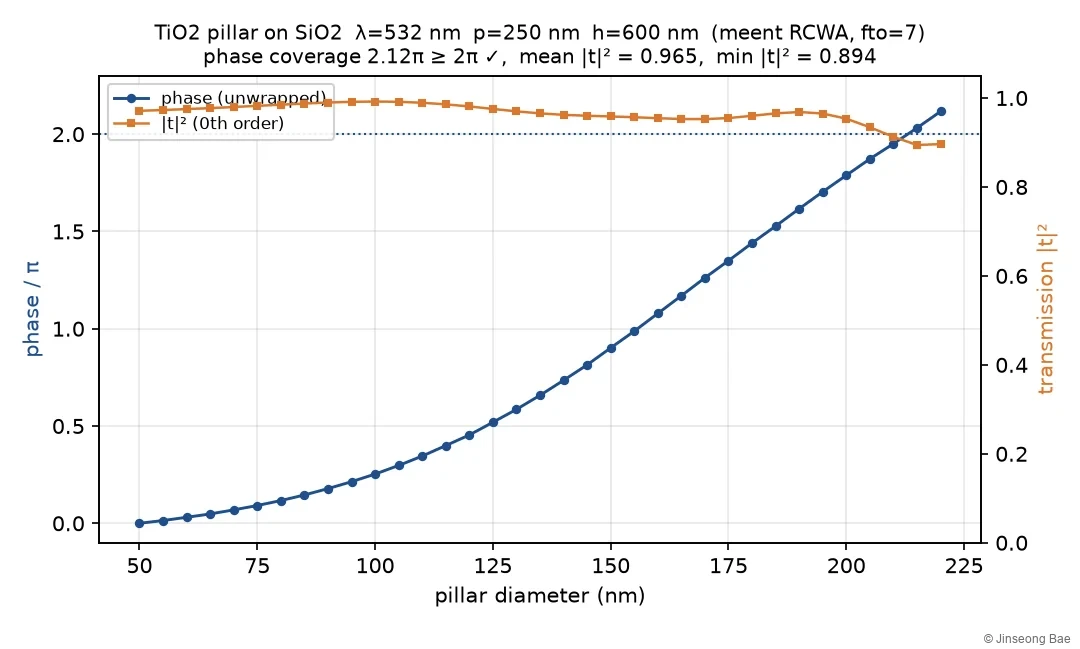 TiO2 pillar on SiO2  λ=532 nm  p=250 nm  h=600 nm  (meent RCWA, fto=7)
phase coverage 2.12π ≥ 2π ✓,  mean |t|² = 0.965,  min |t|² = 0.894
phase (unwrapped)
|t|² (0th order)
phase / π
2.0
1.5
1.0
0.5
0.0
1.0
0.8
0.6
0.4
0.2
0.0
transmission |t|²
50 75 100 125 150 175 200 225
pillar diameter (nm)
© Jinseong Bae